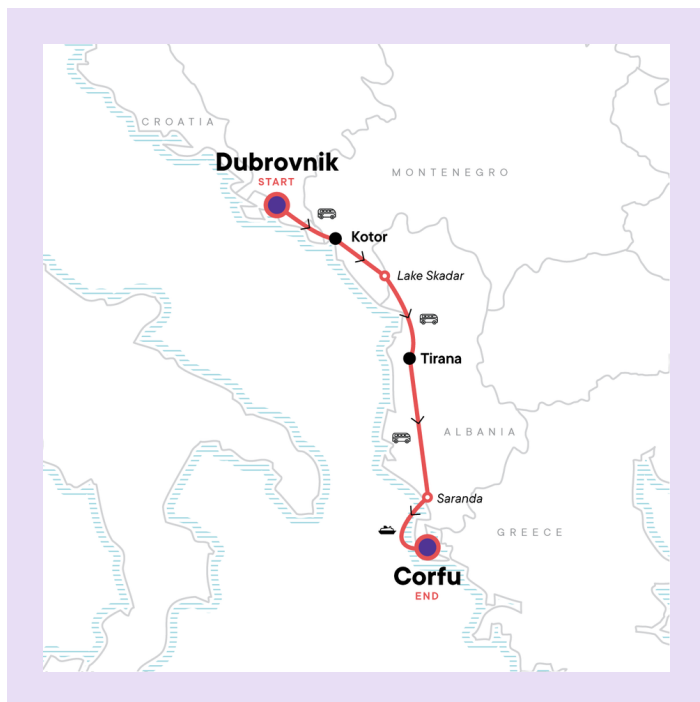 CROATIA
Dubrovnik
START
MONTENEGRO
Kotor
Lake Skadar
Tirana
ALBANIA
Saranda
GREECE
Corfu
END